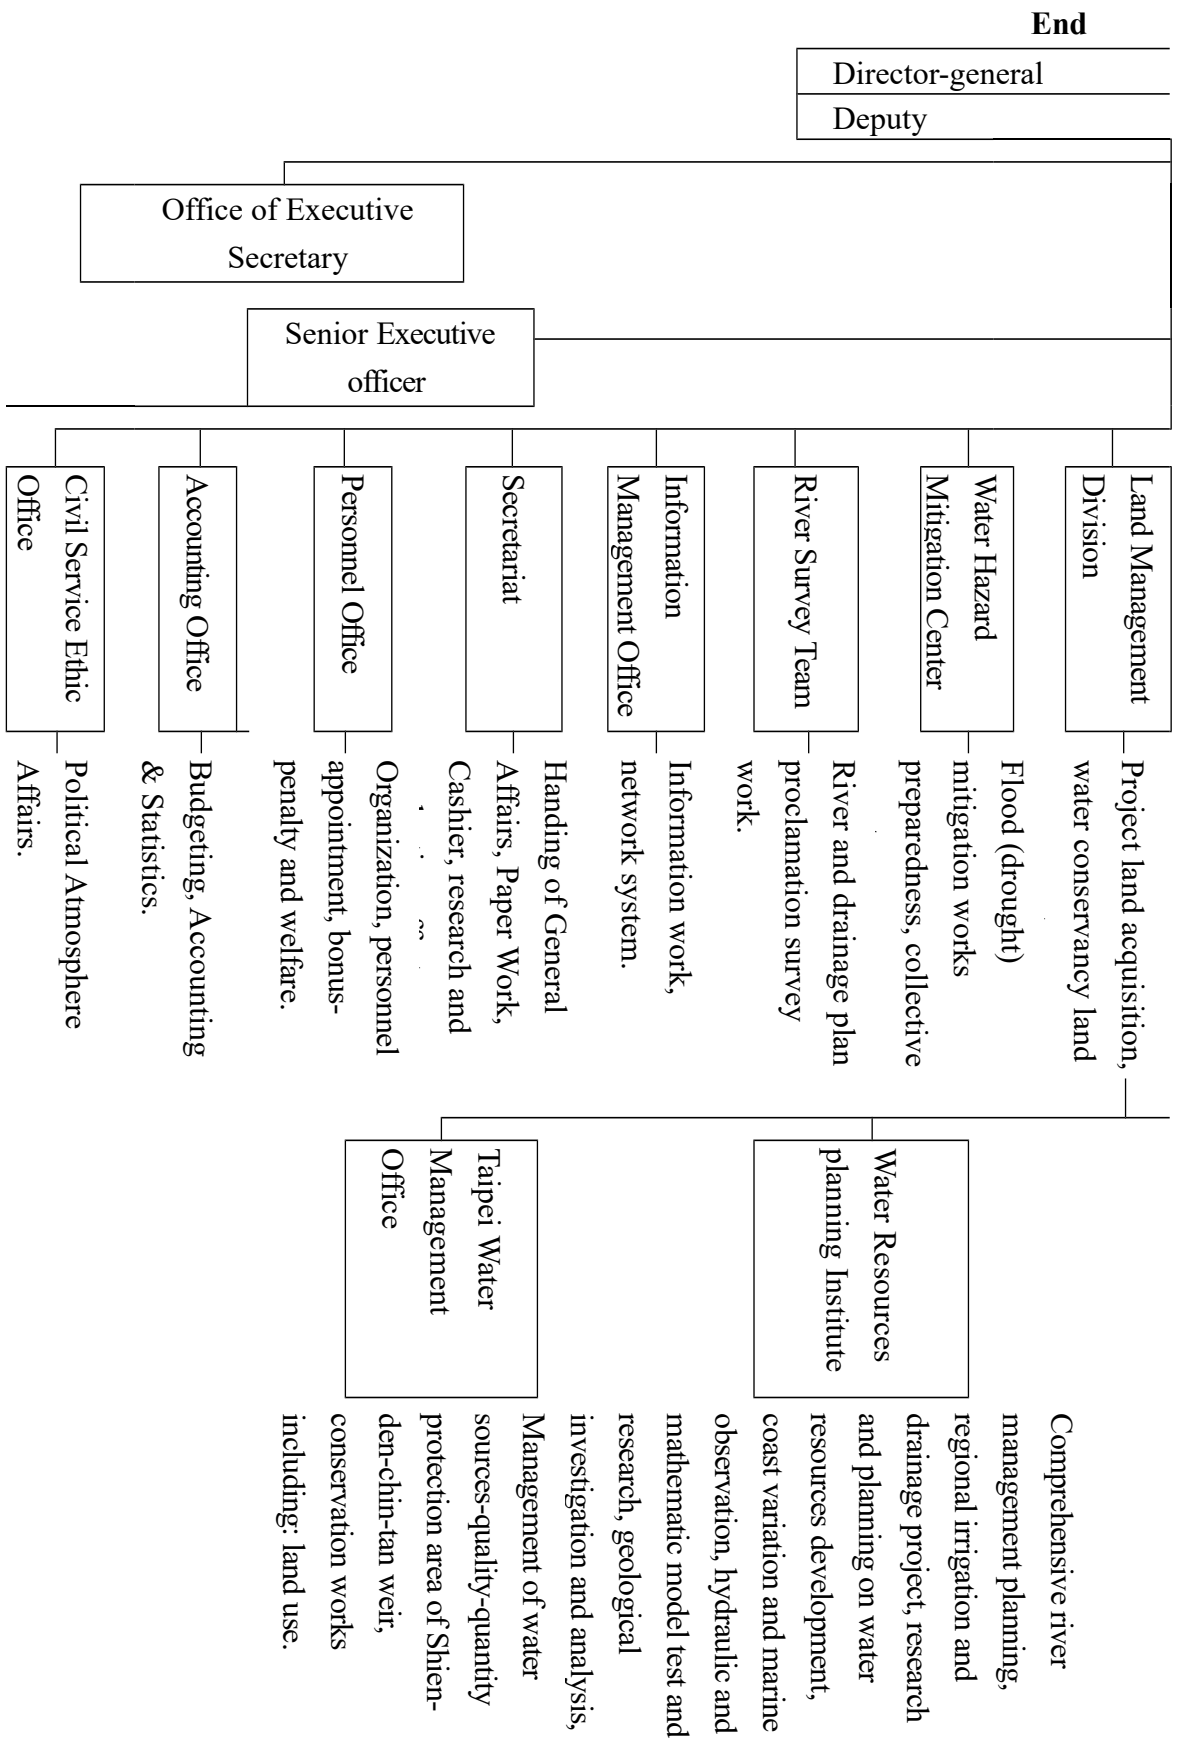 End
Director-general
Deputy
Office of Executive
Secretary
Senior Executive
officer
Land Management
Division
Water Hazard
Mitigation Center
River Survey Team
Information
Management Office
Secretariat
Personnel Office
Accounting Office
Civil Service Ethic
Office
Project land acquisition,
water conservancy land
Flood (drought)
mitigation works
preparedness, collective
River and drainage plan
proclamation survey
work.
Information work,
network system.
Handing of General
Affairs, Paper Work,
Cashier, research and
Organization, personnel
appointment, bonus-
penalty and welfare.
Budgeting, Accounting
& Statistics.
Political Atmosphere
Affairs.
Water Resources
planning Institute
Taipei Water
Management
Office
Comprehensive river
management planning,
regional irrigation and
drainage project, research
and planning on water
resources development,
coast variation and marine
observation, hydraulic and
mathematic model test and
research, geological
investigation and analysis,
Management of water
sources-quality-quantity
protection area of Shien-
den-chin-tan weir,
conservation works
including: land use.